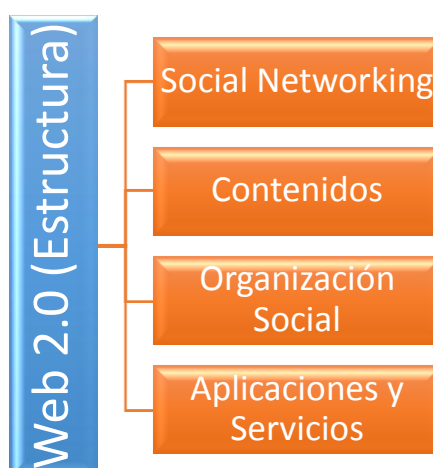 Web 2.0 (Estructura)
Social Networking
Contenidos
Organización
Social
Aplicaciones y
Servicios